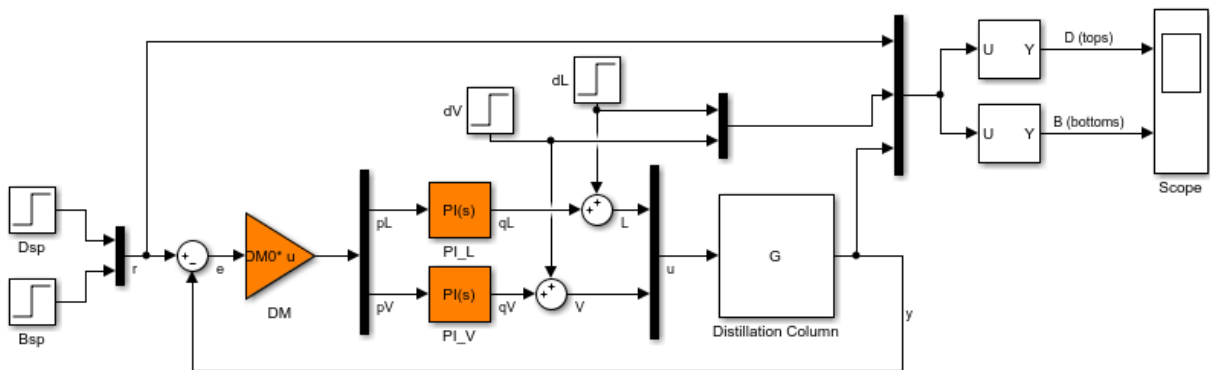 D (tops)
U Y
dL
dV
B (bottoms)
U Y
Scope
Dsp
PI(s)
pL
qL
PI_L
L
r
e
DM0* u
DM
u
G
Bsp
PI(s)
pV
qV
PI_V
V
Distillation Column
y
+
−
+
+
+
+